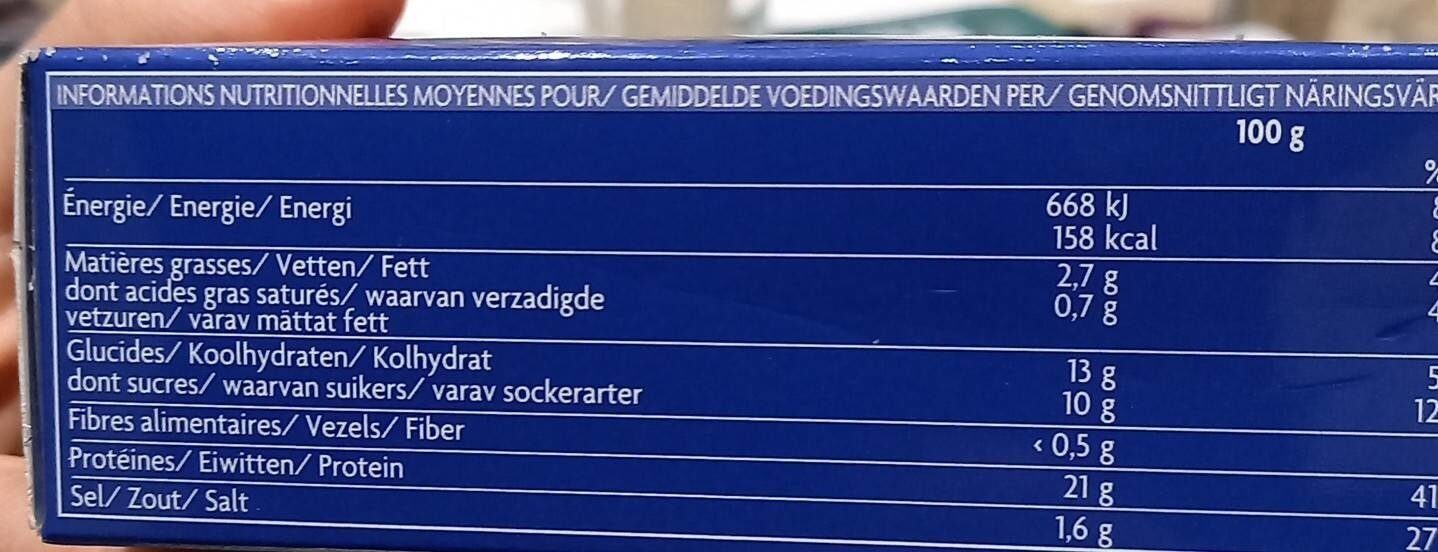 INFORMATIONS NUTRITIONNELLES MOYENNES POUR/ GEMIDDELDE VOEDINGSWAARDEN PER/ GENOMSNITTLIGT
100 g
%
Énergie/ Energie/ Energi 668 kJ
158 kcal
Matières grasses/ Vetten/ Fett 2,7 g
dont acides gras saturés/ waarvan verzadigde 0,7 g
vetzuren/ varav mättat fett
Glucides/ Koolhydraten/ Kolhydrat 13 g 5
dont sucres/ waarvan suikers/ varav sockerarter 10 g 12
Fibres alimentaires/ Vezels/ Fiber < 0,5 g
Protéines/ Eiwitten/ Protein 21 g 41
Sel/ Zout/ Salt 1,6 g 27